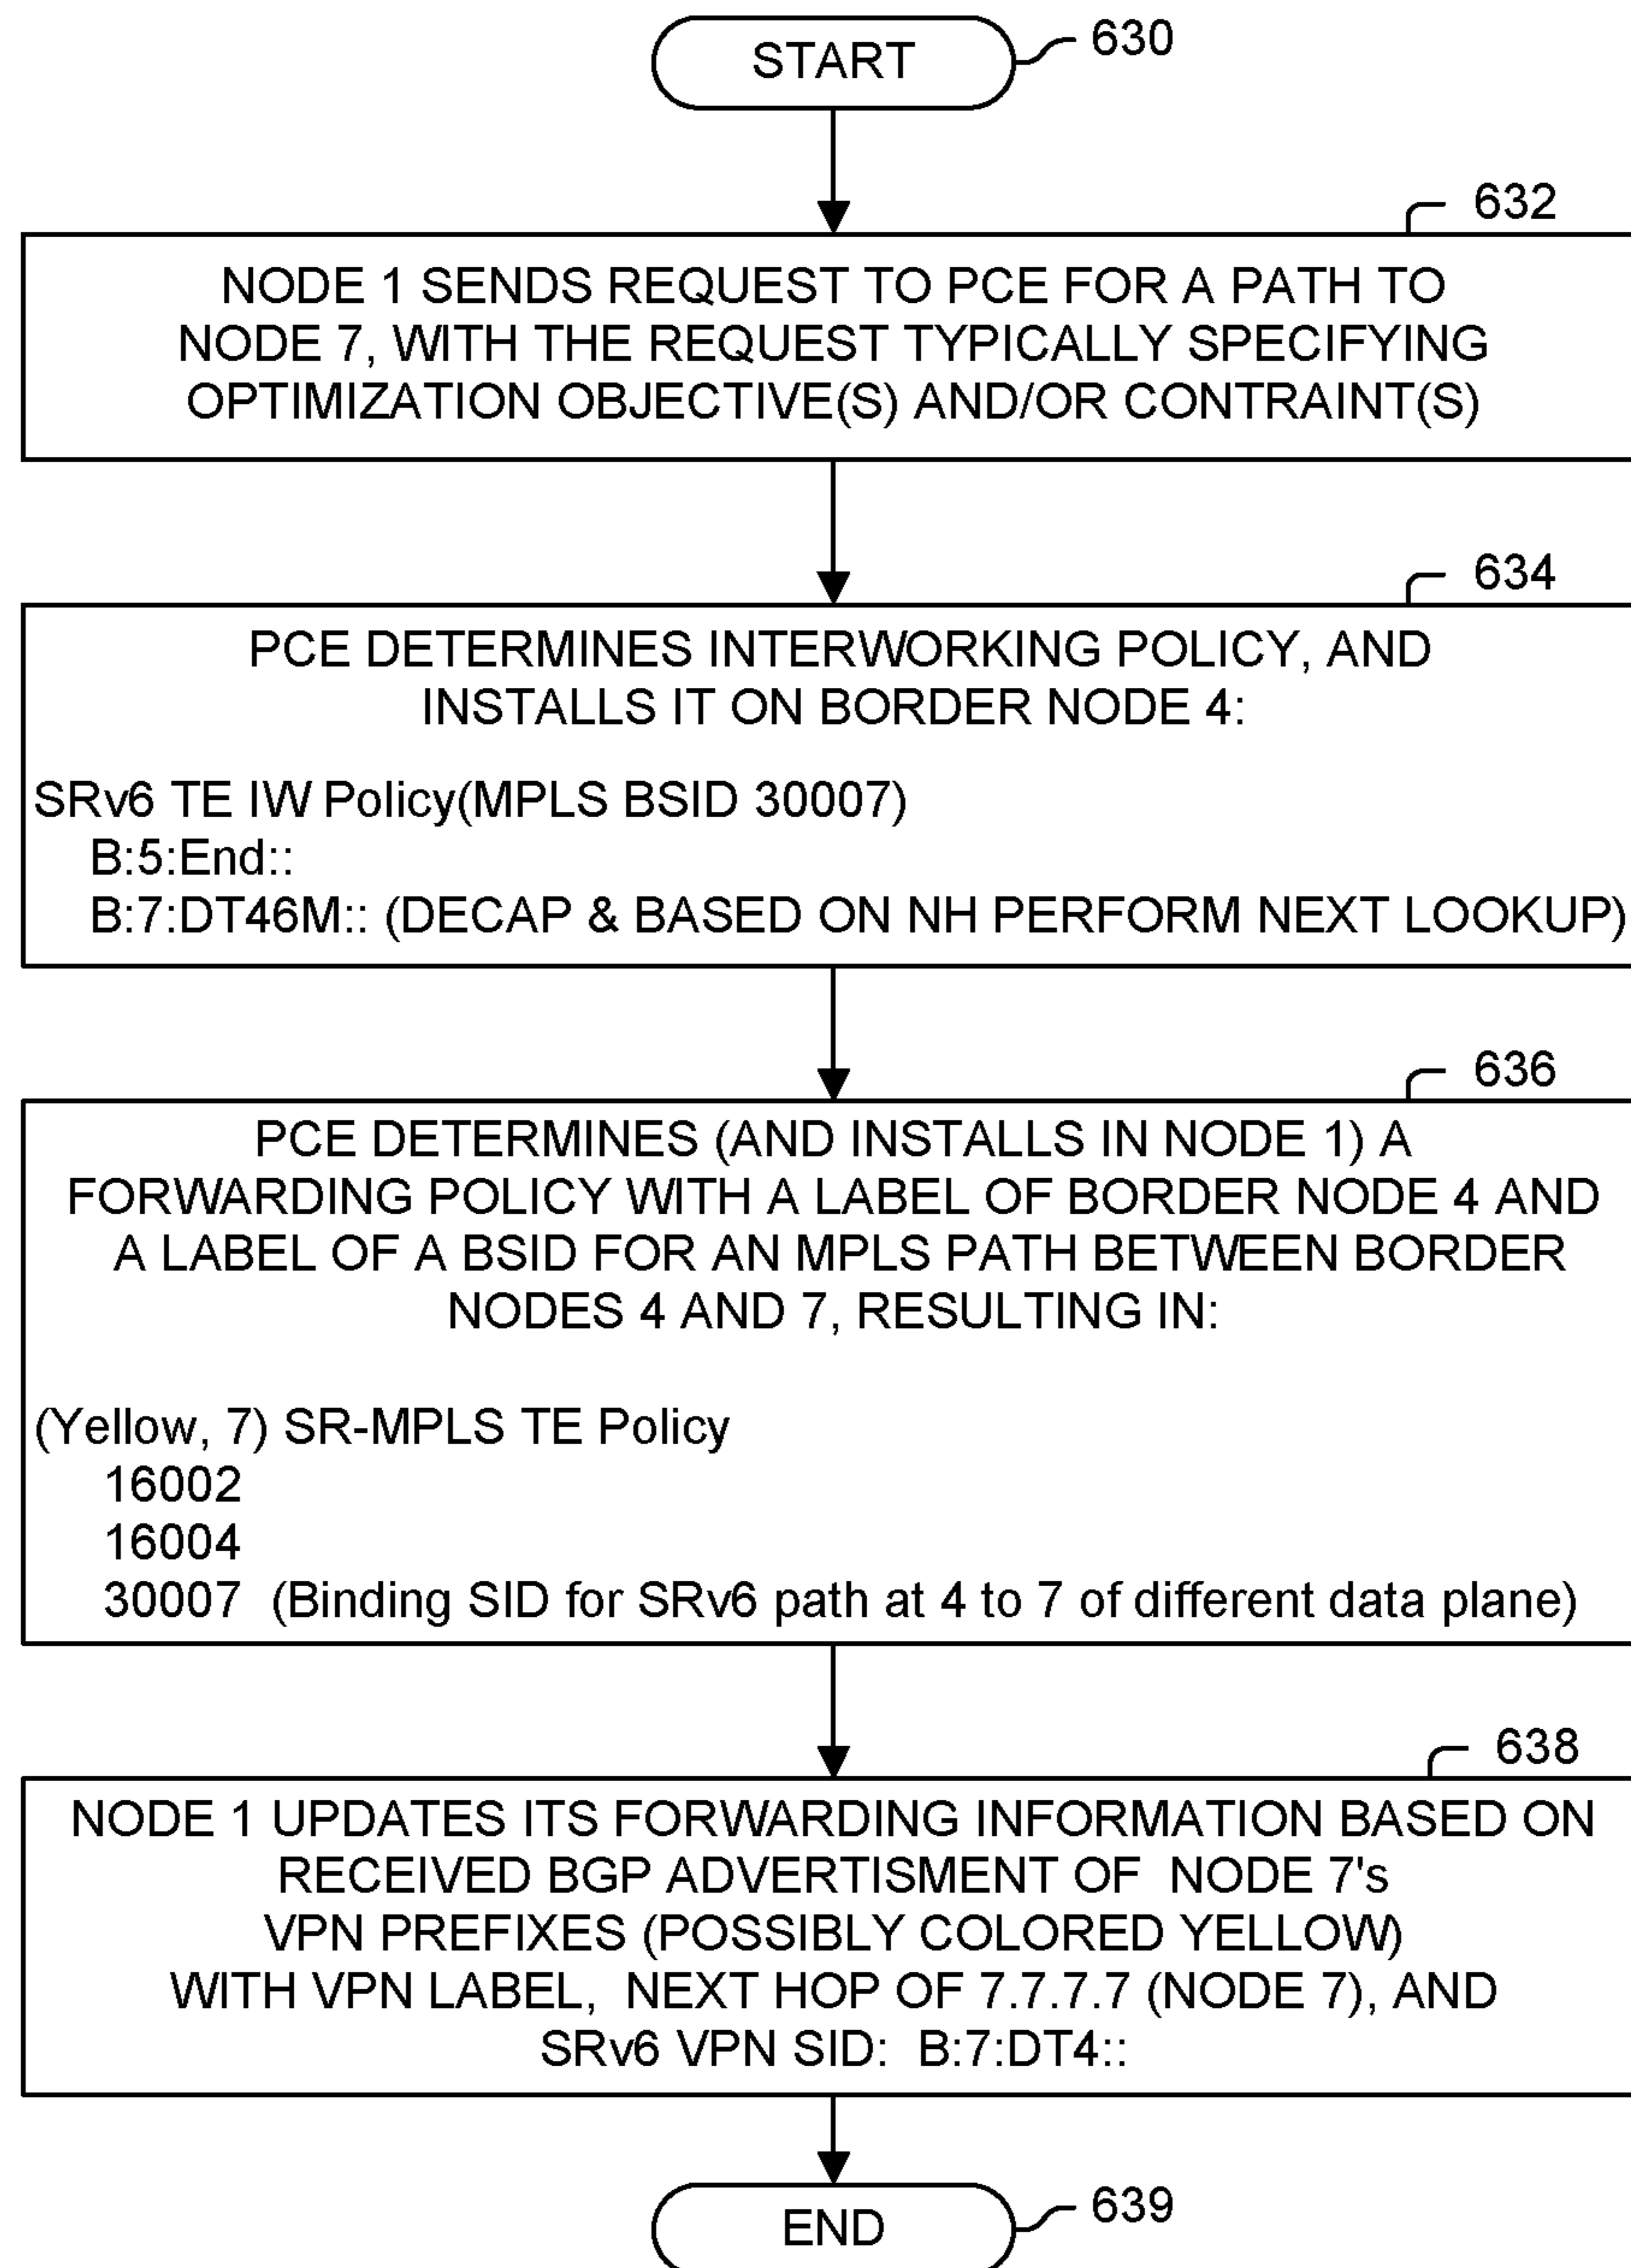 START
630
632
NODE 1 SENDS REQUEST TO PCE FOR A PATH TO
NODE 7, WITH THE REQUEST TYPICALLY SPECIFYING
OPTIMIZATION OBJECTIVE(S) AND/OR CONTRAINT(S)
634
PCE DETERMINES INTERWORKING POLICY, AND
INSTALLS IT ON BORDER NODE 4:
SRv6 TE IW Policy(MPLS BSID 30007)
B:5:End::
B:7:DT46M:: (DECAP & BASED ON NH PERFORM NEXT LOOKUP)
636
PCE DETERMINES (AND INSTALLS IN NODE 1) A
FORWARDING POLICY WITH A LABEL OF BORDER NODE 4 AND
A LABEL OF A BSID FOR AN MPLS PATH BETWEEN BORDER
NODES 4 AND 7, RESULTING IN:
(Yellow, 7) SR-MPLS TE Policy
16002
16004
30007 (Binding SID for SRv6 path at 4 to 7 of different data plane)
638
NODE 1 UPDATES ITS FORWARDING INFORMATION BASED ON
RECEIVED BGP ADVERTISMENT OF NODE 7's
VPN PREFIXES (POSSIBLY COLORED YELLOW)
WITH VPN LABEL, NEXT HOP OF 7.7.7.7 (NODE 7), AND
SRv6 VPN SID: B:7:DT4::
END
639